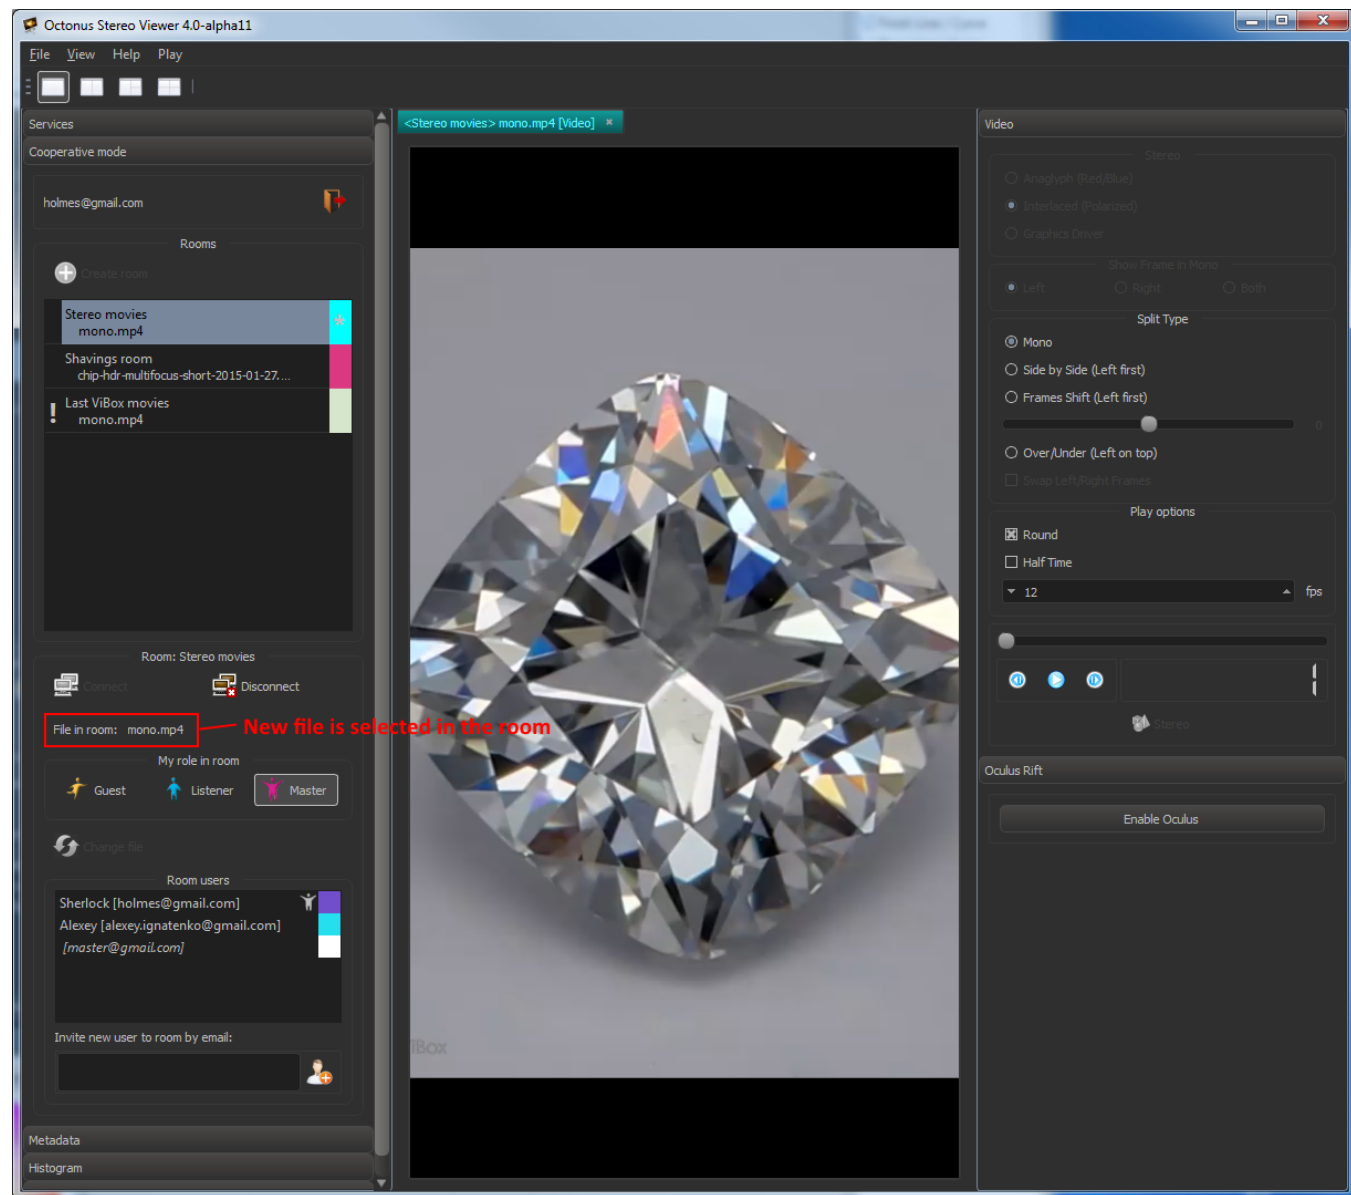 Octonus Stereo Viewer 4.0-alpha11
File View Help Play
Services
Cooperative mode
holmes@gmail.com
Rooms
Create room
Stereo movies
mono.mp4
*
Shavings room
chip-hdr-multifocus-short-2015-01-27....
! Last ViBox movies
mono.mp4
Room: Stereo movies
Connect
Disconnect
File in room: mono.mp4
New file is selected in the room
My role in room
Guest
Listener
Master
Change file
Room users
Sherlock [holmes@gmail.com]
Alexey [alexey.ignatenko@gmail.com]
[master@gmail.com]
Invite new user to room by email:
Metadata
Histogram
<Stereo movies> mono.mp4 [Video]
iBox
Video
Stereo
Anaglyph (Red/Blue)
Interlaced (Polarized)
Graphics Driver
Show Frame in Mono
Left
Right
Both
Split Type
Mono
Side by Side (Left first)
Frames Shift (Left first)
0
Over/Under (Left on top)
Swap Left/Right Frames
Play options
Round
Half Time
12
fps
Stereo
Oculus Rift
Enable Oculus